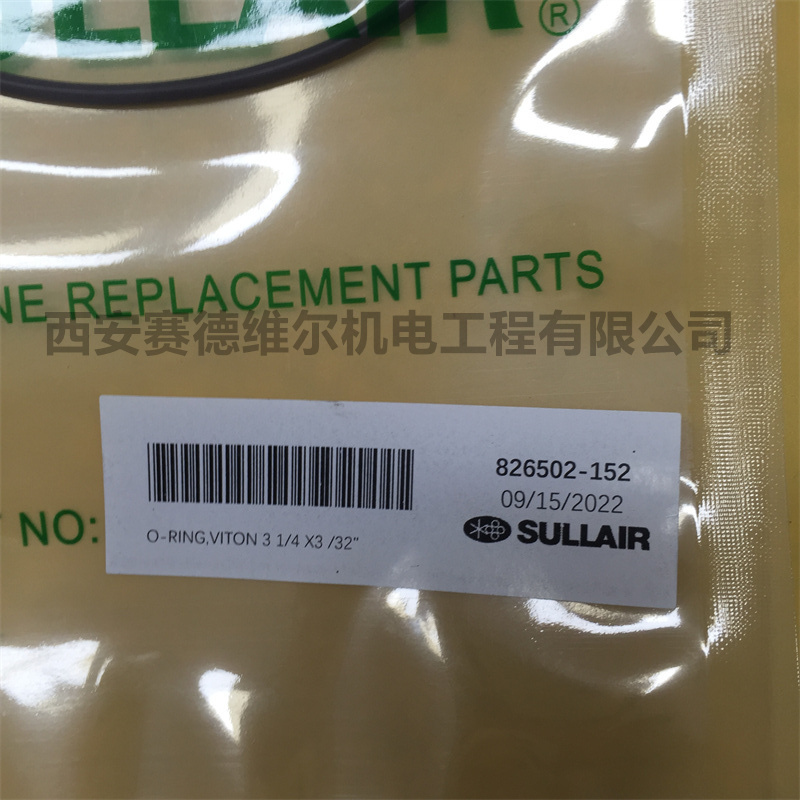 SULLAIR®
NE REPLACEMENT PARTS
西安赛德维尔机电工程有限公司
826502-152
09/15/2022
NO:
O-RING,VITON 3 1/4 X3 /32"
SULLAIR